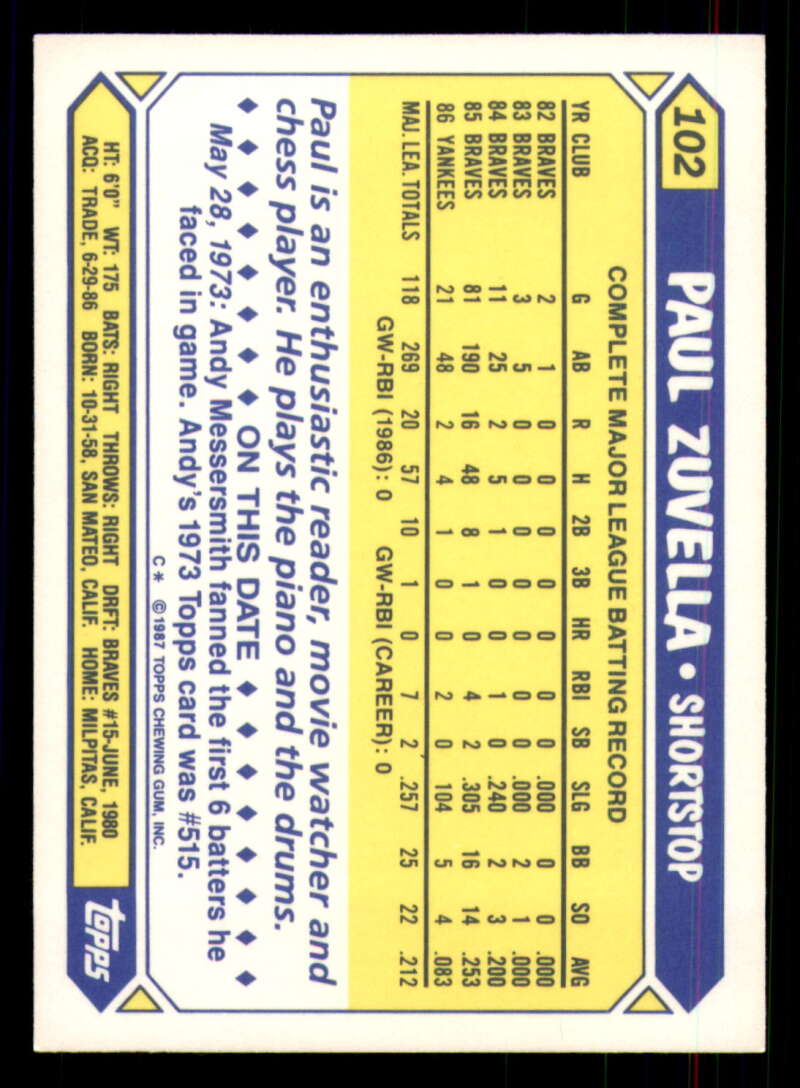 102 PAUL ZUVELLA • SHORTSTOP
COMPLETE MAJOR LEAGUE BATTING RECORD
YR CLUB G AB R H 2B 3B HR RBI SB SLG BB SO AVG
82 BRAVES 2 1 0 0 0 0 0 0 0 .000 0 0 .000
83 BRAVES 3 5 0 0 0 0 0 0 0 .000 2 1 .000
84 BRAVES 11 25 2 5 1 0 0 1 0 .240 2 3 .200
85 BRAVES 81 190 16 48 8 1 0 4 2 .305 16 14 .253
86 YANKEES 21 48 2 4 1 0 0 2 0 104 5 4 .083
MAJ. LEA. TOTALS 118 269 20 57 10 1 0 7 2 .257 25 22 .212
GW-RBI (1986): 0 GW-RBI (CAREER): 0
Paul is an enthusiastic reader, movie watcher and
chess player. He plays the piano and the drums.
◆ ◆ ◆ ◆ ◆ ◆ ◆ ON THIS DATE ◆ ◆ ◆ ◆ ◆ ◆ ◆
May 28, 1973: Andy Messersmith fanned the first 6 batters he
faced in game. Andy's 1973 Topps card was #515.
C* ©1987 TOPPS CHEWING GUM, INC.
HT: 6'0" WT: 175 BATS: RIGHT THROWS: RIGHT DRFT: BRAVES #15-JUNE, 1980
ACQ: TRADE, 6-29-86 BORN: 10-31-58, SAN MATEO, CALIF. HOME: MILPITAS, CALIF.
topps